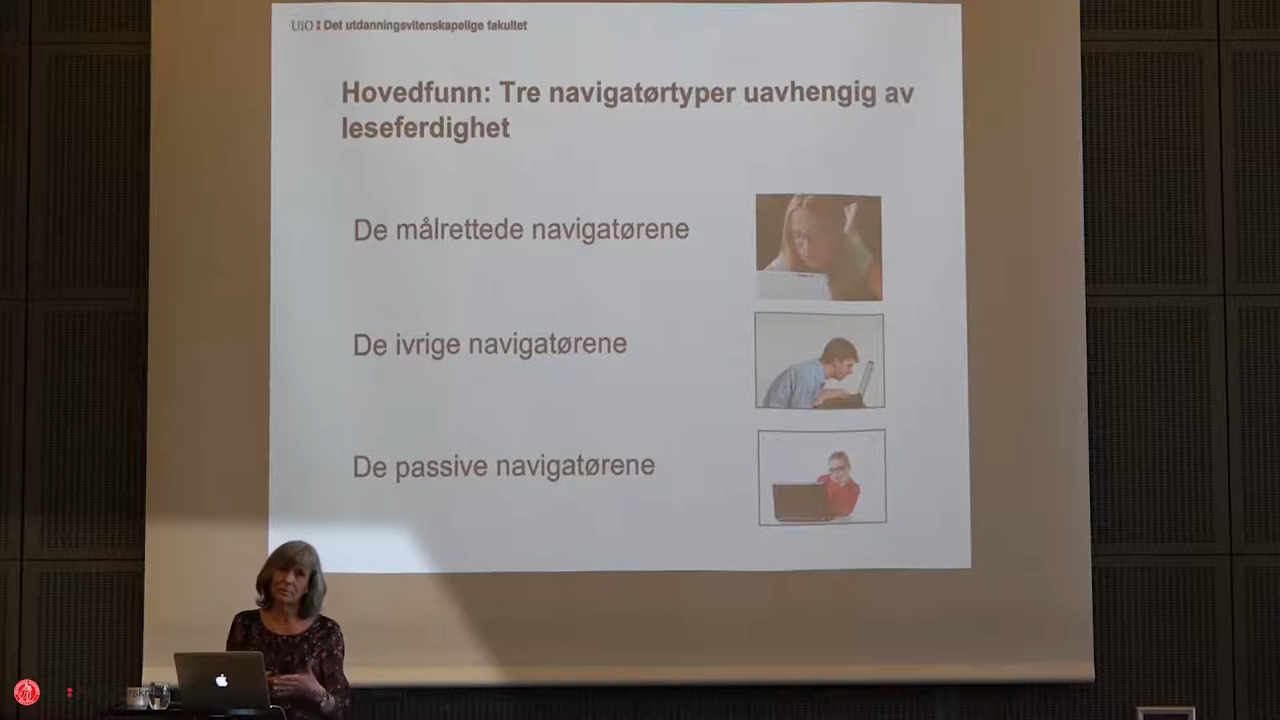 UiO Det utdanningsvitenskapelige fakultet
Hovedfunn: Tre navigatørtyper uavhengig av
leseferdighet
De målrettede navigatørene
De ivrige navigatørene
De passive navigatørene